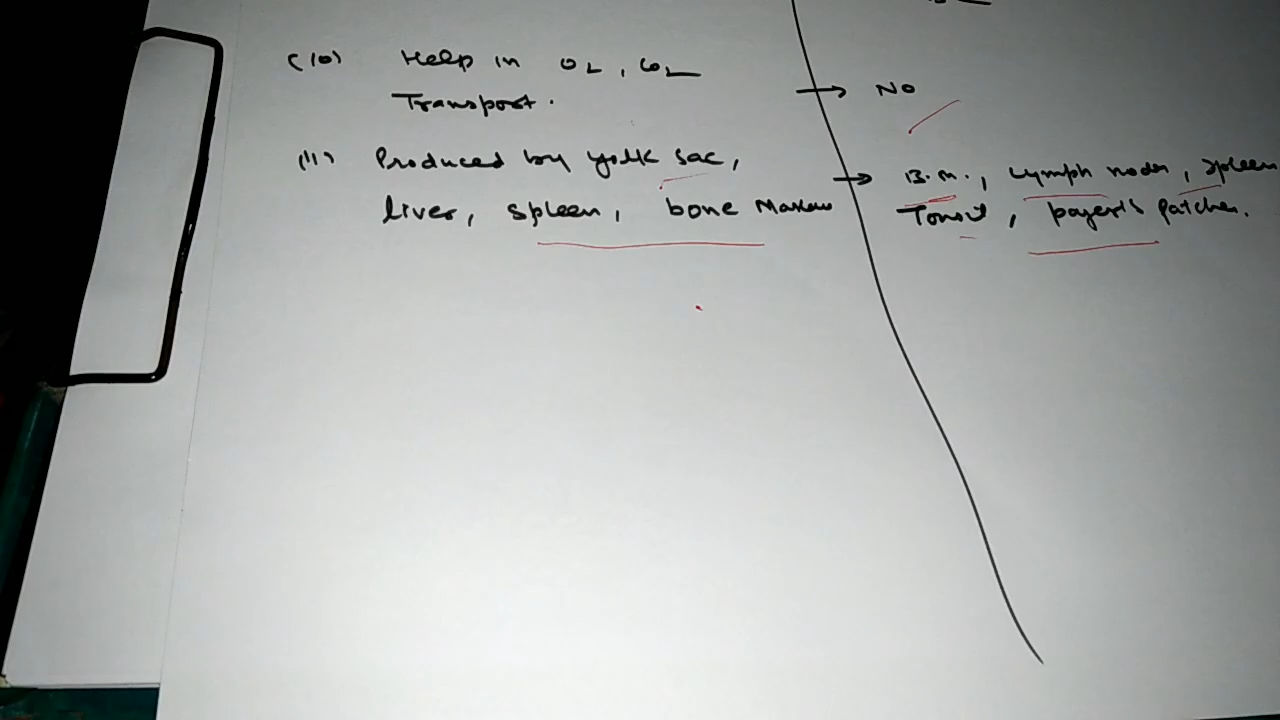 (10) Help in O2, CO2 → NO
Transport.
(11) Produced by yolk sac, → B.M., Lymph nodes, spleen
liver, spleen, bone Marrow Tonsil, payer's patches.